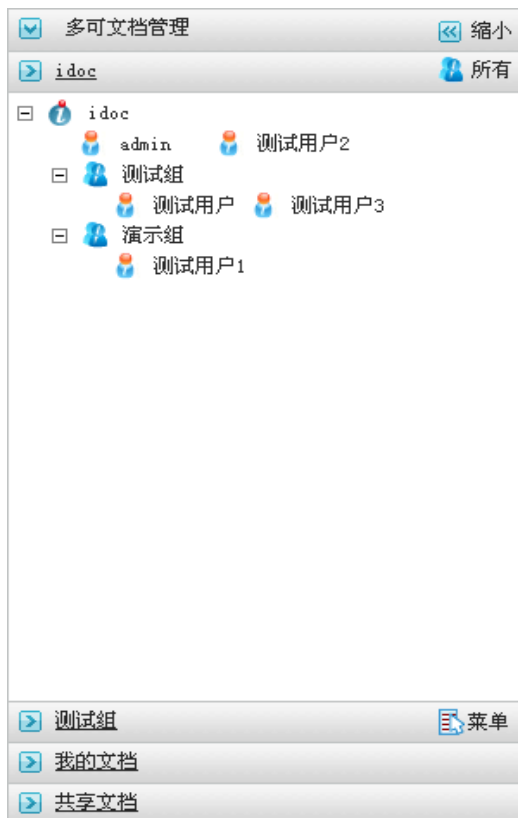 多可文档管理 缩小
idoc 所有
idoc
admin 测试用户2
测试组
测试用户 测试用户3
演示组
测试用户1
测试组 菜单
我的文档
共享文档